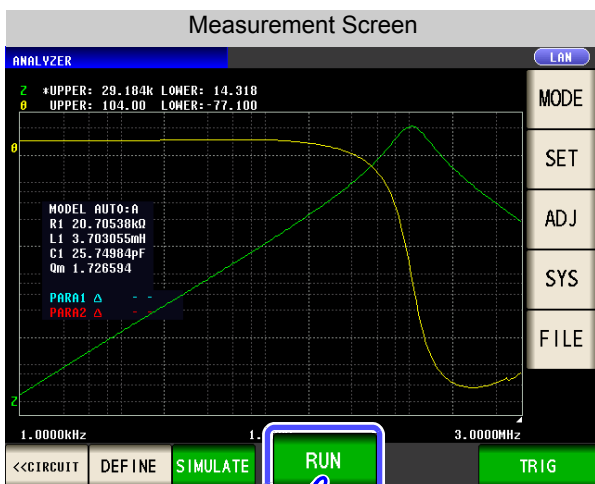 Measurement Screen
ANALYZER
LAN
Z *UPPER: 29.184k LOWER: 14.318
θ UPPER: 104.00 LOWER:-77.100
MODE
θ
SET
MODEL AUTO:A
R1 20.70538kΩ
L1 3.703055mH
C1 25.74984pF
Qm 1.726594
ADJ
SYS
PARA1 Δ - -
PARA2 Δ - -
FILE
Z
1.0000kHz
1.
3.0000MHz
<<CIRCUIT
DEFINE
SIMULATE
RUN
TRIG